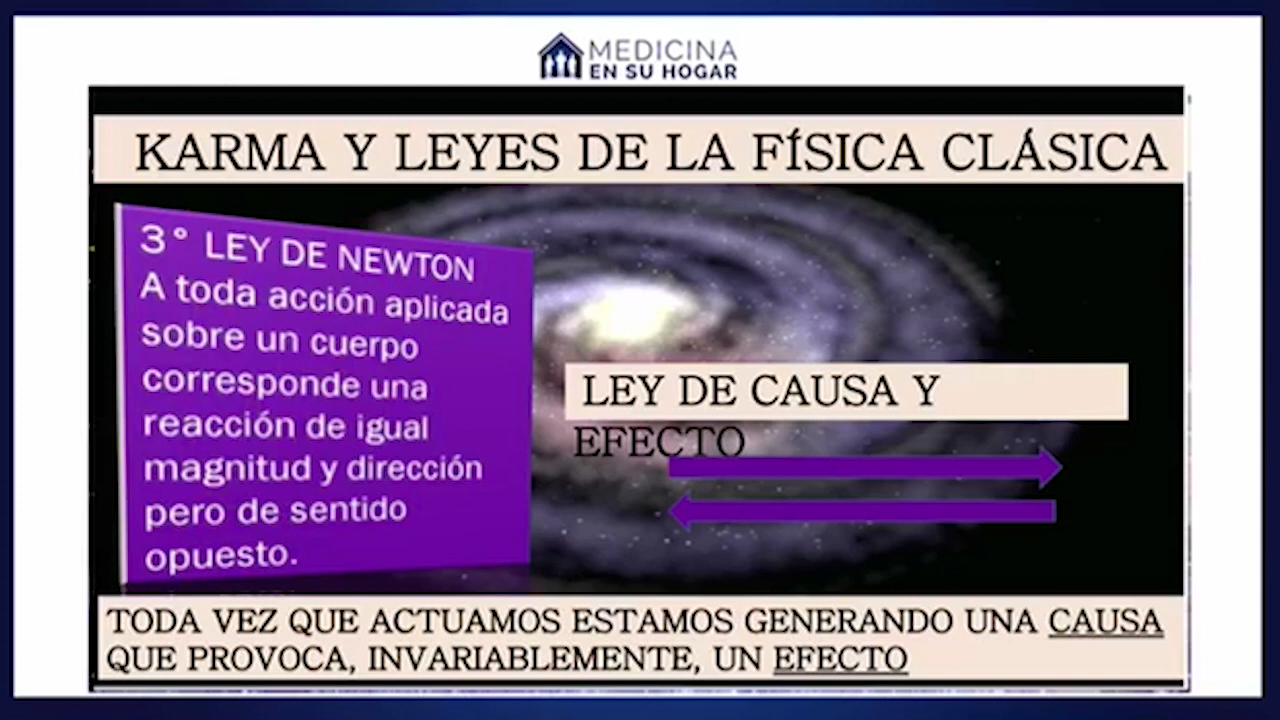 MEDICINA
EN SU HOGAR
KARMA Y LEYES DE LA FÍSICA CLÁSICA
3° LEY DE NEWTON
A toda acción aplicada
sobre un cuerpo
corresponde una
reacción de igual
magnitud y dirección
pero de sentido
opuesto.
LEY DE CAUSA Y
EFECTO
TODA VEZ QUE ACTUAMOS ESTAMOS GENERANDO UNA CAUSA
QUE PROVOCA, INVARIABLEMENTE, UN EFECTO